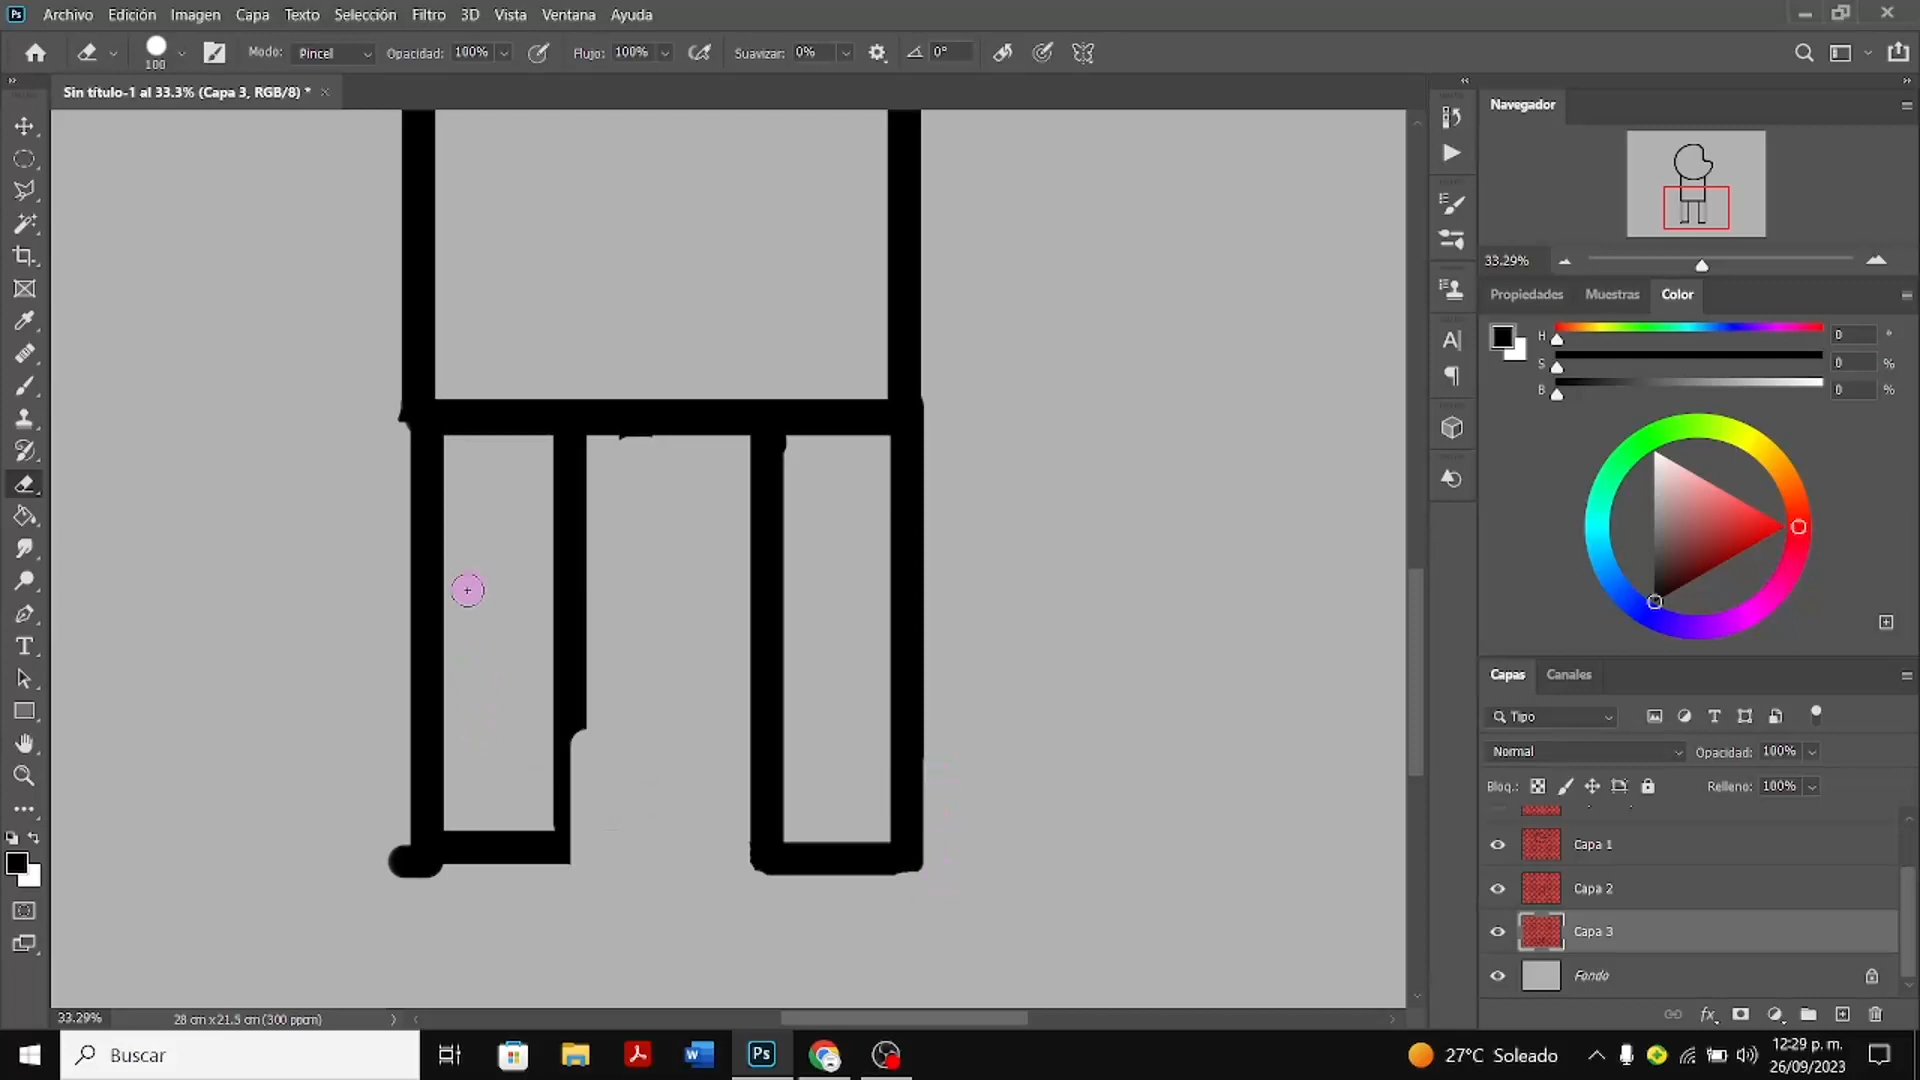 Ps Archivo Edición Imagen Capa Texto Selección Filtro 3D Vista Ventana Ayuda
100 Modo: Pincel Opacidad: 100% Flujo: 100% Suavizar: 0% 0°
Sin título-1 al 33.3% (Capa 3, RGB/8) *
Navegador
33.29%
Propiedades Muestras Color
H 0 °
S 0 %
B 0 %
Capas Canales
Tipo
Normal Opacidad: 100%
Bloq.: Relleno: 100%
Capa 1
Capa 2
Capa 3
Fondo
33.29% 28 cm x 21.5 cm (300 ppcm)
Buscar
Ps
27°C Soleado
12:29 p. m.
26/09/2023